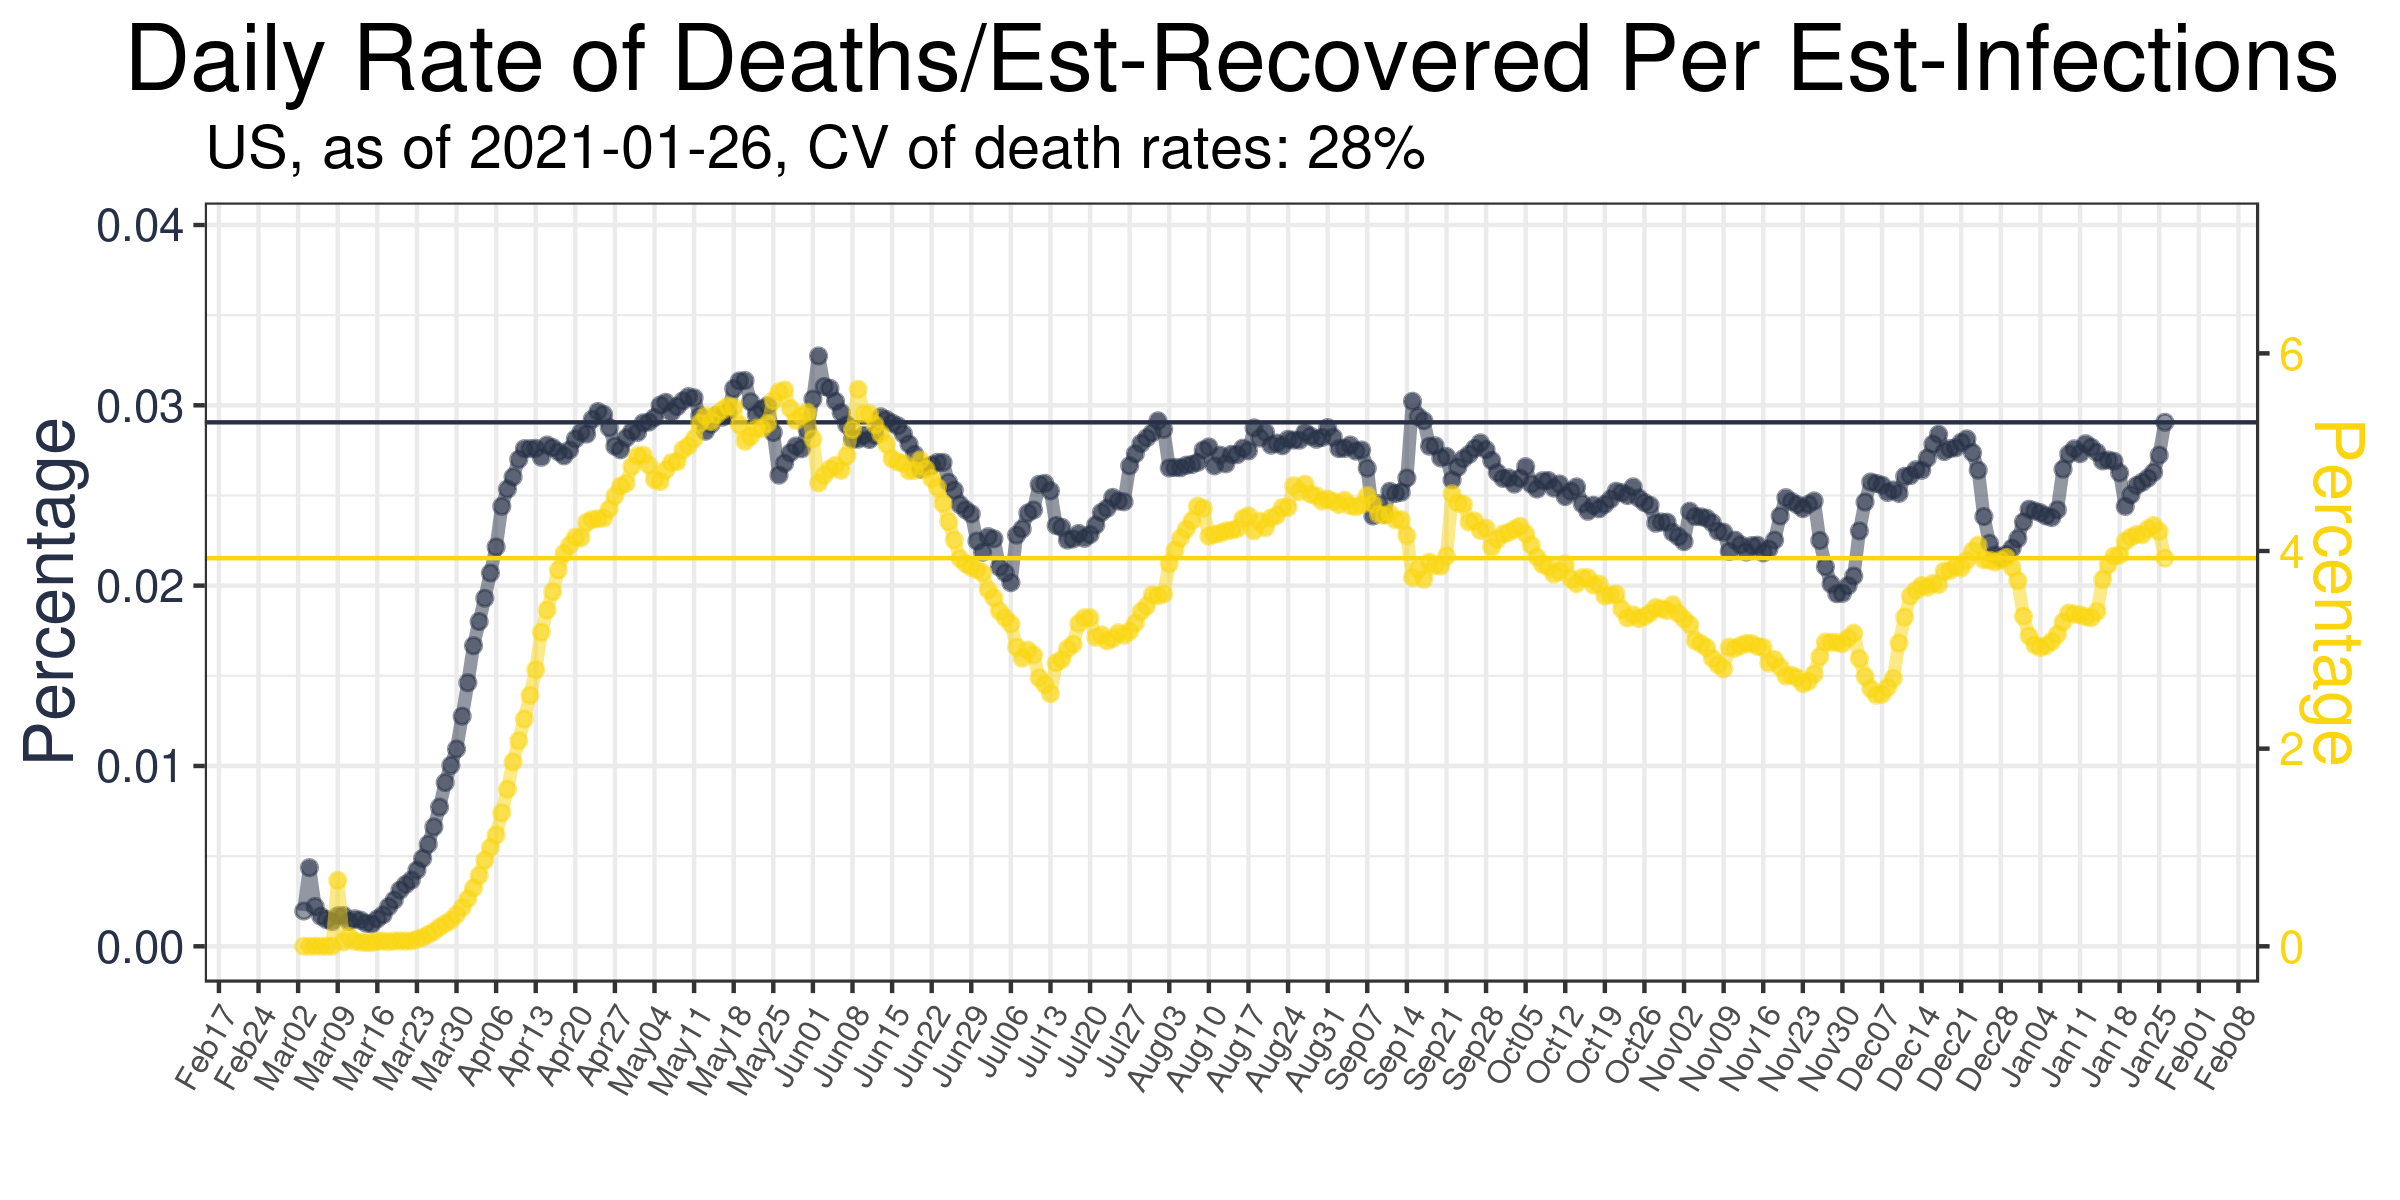 Daily Rate of Deaths/Est-Recovered Per Est-Infections
US, as of 2021-01-26, CV of death rates: 28%
Percentage
0.04
0.03
0.02
0.01
0.00
6
4
2
0
Percentage
Feb17
Feb24
Mar02
Mar09
Mar16
Mar23
Mar30
Apr06
Apr13
Apr20
Apr27
May04
May11
May18
May25
Jun01
Jun08
Jun15
Jun22
Jun29
Jul06
Jul13
Jul20
Jul27
Aug03
Aug10
Aug17
Aug24
Aug31
Sep07
Sep14
Sep21
Sep28
Oct05
Oct12
Oct19
Oct26
Nov02
Nov09
Nov16
Nov23
Nov30
Dec07
Dec14
Dec21
Dec28
Jan04
Jan11
Jan18
Jan25
Feb01
Feb08